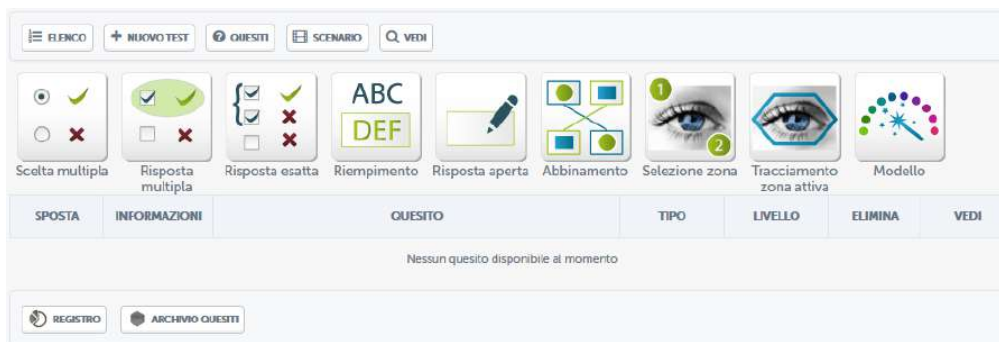 ELENCO + NUOVO TEST QUESITI SCENARIO VEDI
ABC
DEF
1
2
Scelta multipla Risposta multipla Risposta esatta Riempimento Risposta aperta Abbinamento Selezione zona Tracciamento zona attiva Modello
SPOSTA INFORMAZIONI QUESITO TIPO LIVELLO ELIMINA VEDI
Nessun quesito disponibile al momento
REGISTRO ARCHIVIO QUESITI